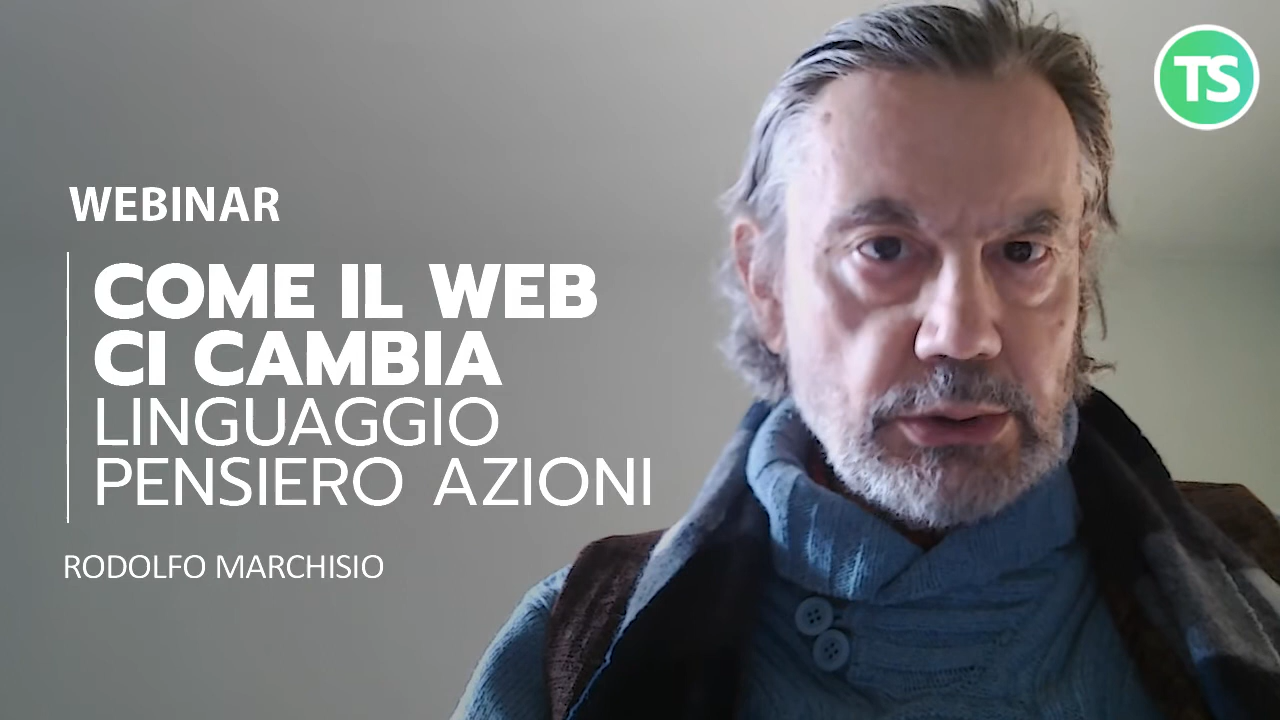 TS
WEBINAR
COME IL WEB
CI CAMBIA
LINGUAGGIO
PENSIERO AZIONI
RODOLFO MARCHISIO